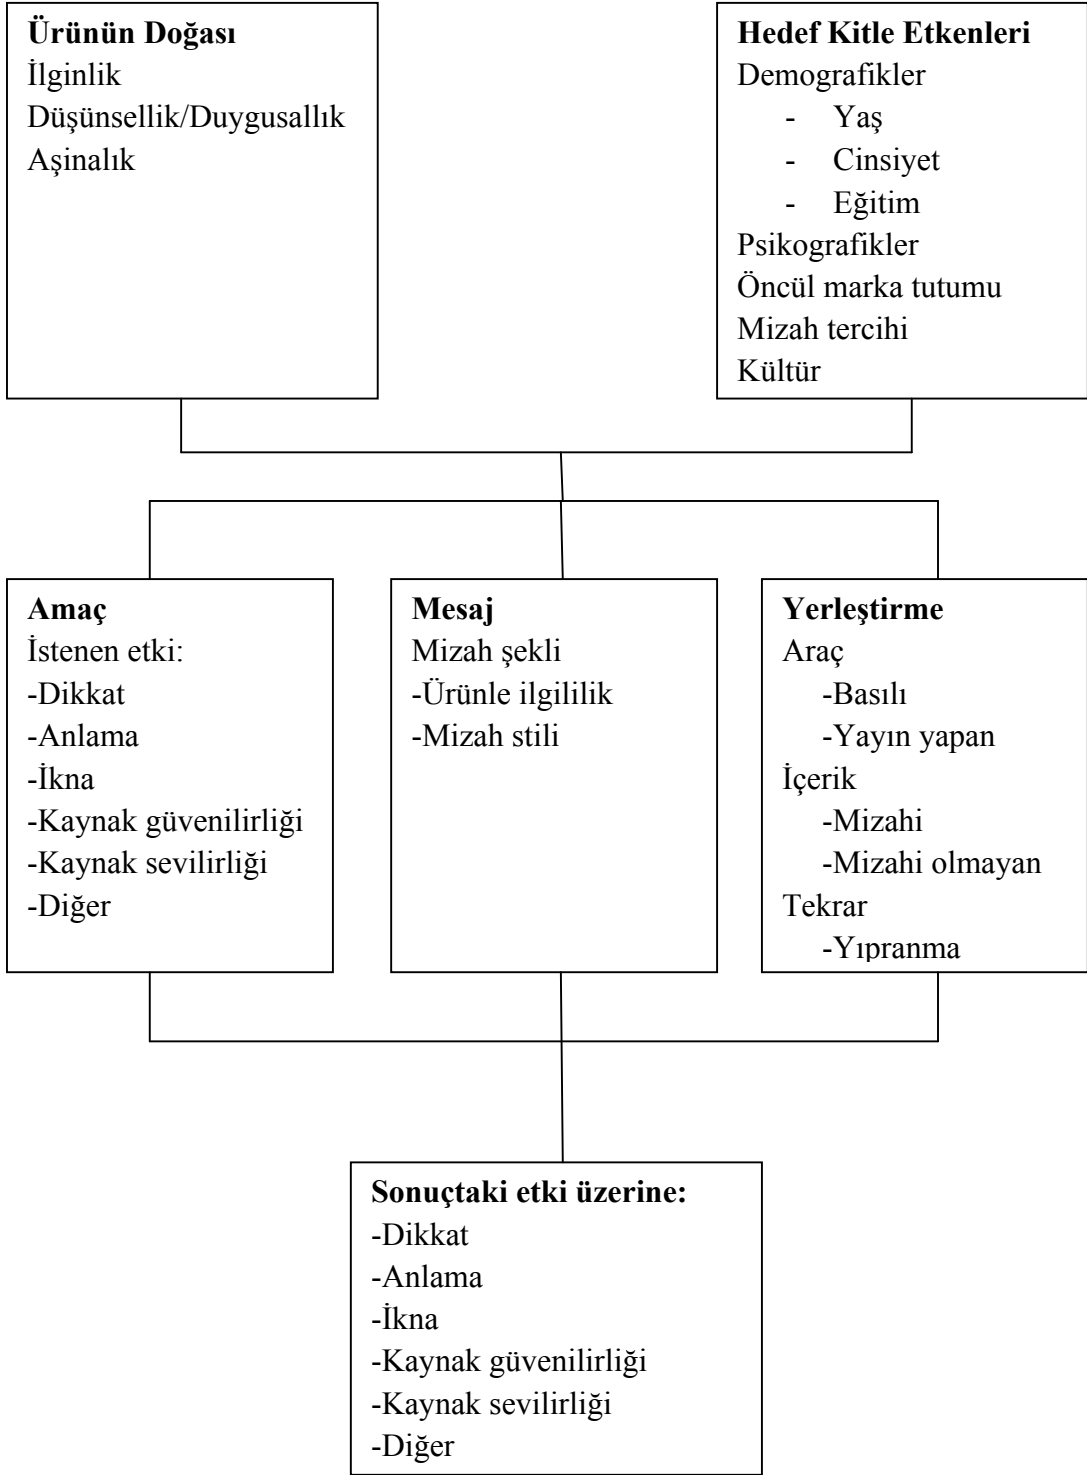 Ürünün Doğası
İlginlik
Düşünsellik/Duygusallık
Aşinalık
Hedef Kitle Etkenleri
Demografikler
- Yaş
- Cinsiyet
- Eğitim
Psikografikler
Öncül marka tutumu
Mizah tercihi
Kültür
Amaç
İstenen etki:
-Dikkat
-Anlama
-İkna
-Kaynak güvenilirliği
-Kaynak sevilirliği
-Diğer
Mesaj
Mizah şekli
-Ürünle ilgililik
-Mizah stili
Yerleştirme
Araç
-Basılı
-Yayın yapan
İçerik
-Mizahi
-Mizahi olmayan
Tekrar
-Yıpranma
Sonuçtaki etki üzerine:
-Dikkat
-Anlama
-İkna
-Kaynak güvenilirliği
-Kaynak sevilirliği
-Diğer